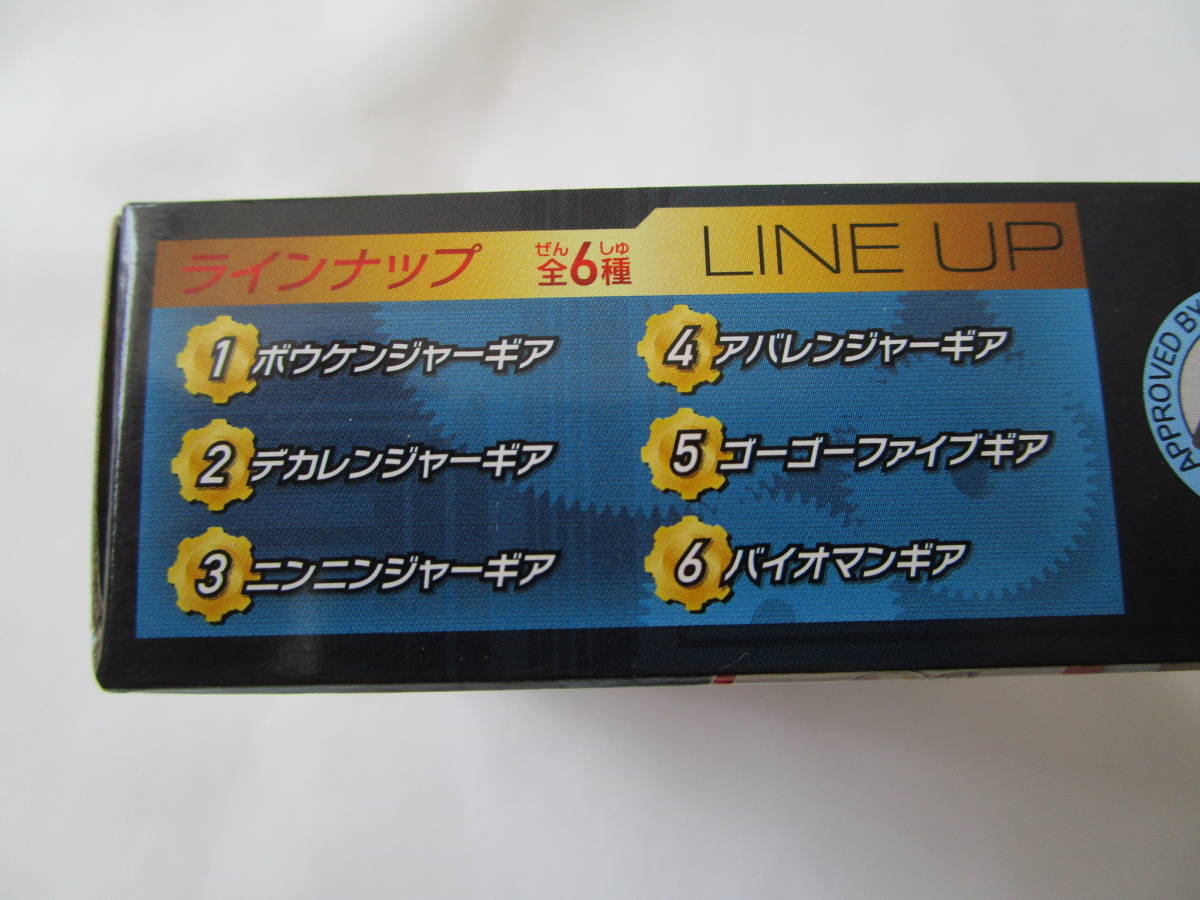 ラインナップ 全6種 LINE UP
ぜん しゅ
1 ボウケンジャーギア
2 デカレンジャーギア
3 ニンニンジャーギア
4 アバレンジャーギア
5 ゴーゴーファイブギア
6 バイオマンギア
APPROVED BY